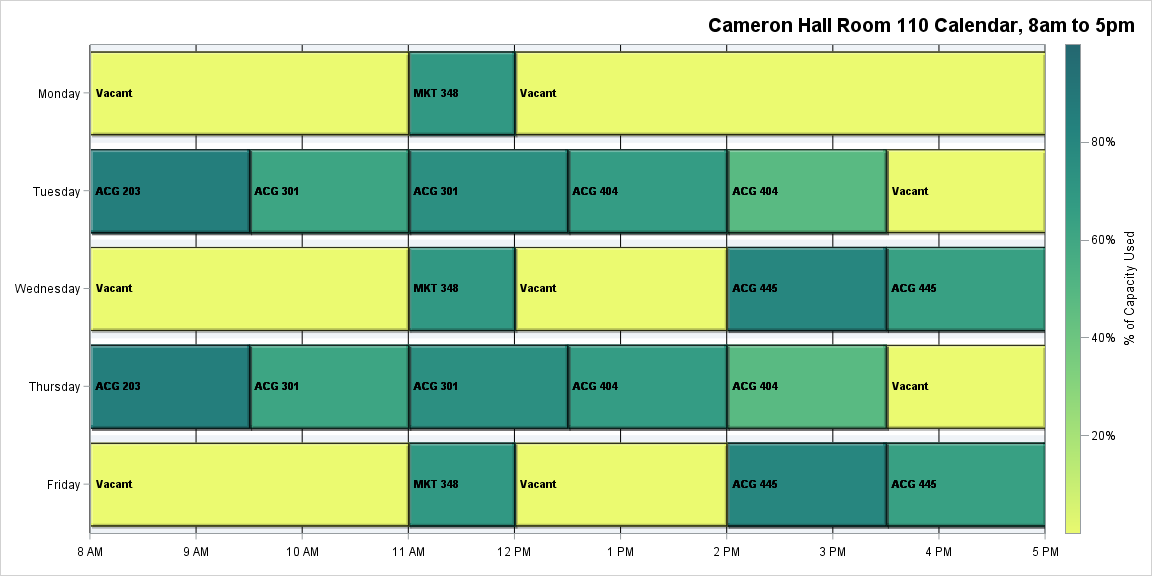 Cameron Hall Room 110 Calendar, 8am to 5pm
Monday
Vacant
MKT 348
Vacant
Tuesday
ACG 203
ACG 301
ACG 301
ACG 404
ACG 404
Vacant
Wednesday
Vacant
MKT 348
Vacant
ACG 445
ACG 445
Thursday
ACG 203
ACG 301
ACG 301
ACG 404
ACG 404
Vacant
Friday
Vacant
MKT 348
Vacant
ACG 445
ACG 445
8 AM
9 AM
10 AM
11 AM
12 PM
1 PM
2 PM
3 PM
4 PM
5 PM
80%
60%
40%
20%
% of Capacity Used